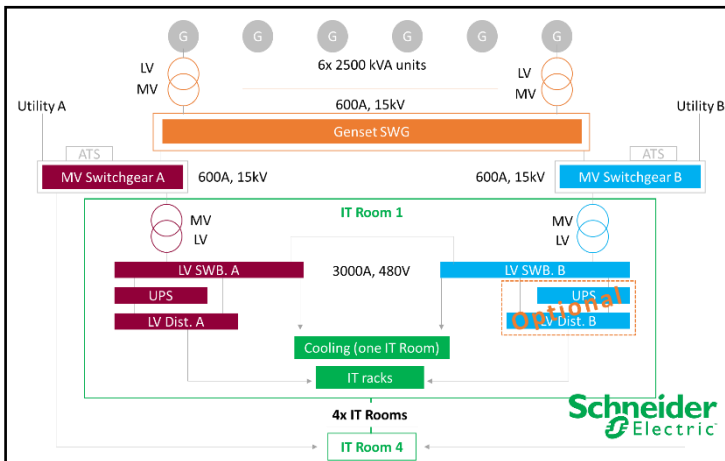 G G G G G G
LV
MV
6x 2500 kVA units
LV
MV
Utility A
600A, 15kV
Utility B
Genset SWG
ATS
ATS
MV Switchgear A
600A, 15kV
600A, 15kV
MV Switchgear B
IT Room 1
MV
LV
MV
LV
LV SWB. A
3000A, 480V
LV SWB. B
UPS
UPS
Optional
LV Dist. A
LV Dist. B
Cooling (one IT Room)
IT racks
4x IT Rooms
Schneider
Electric
IT Room 4